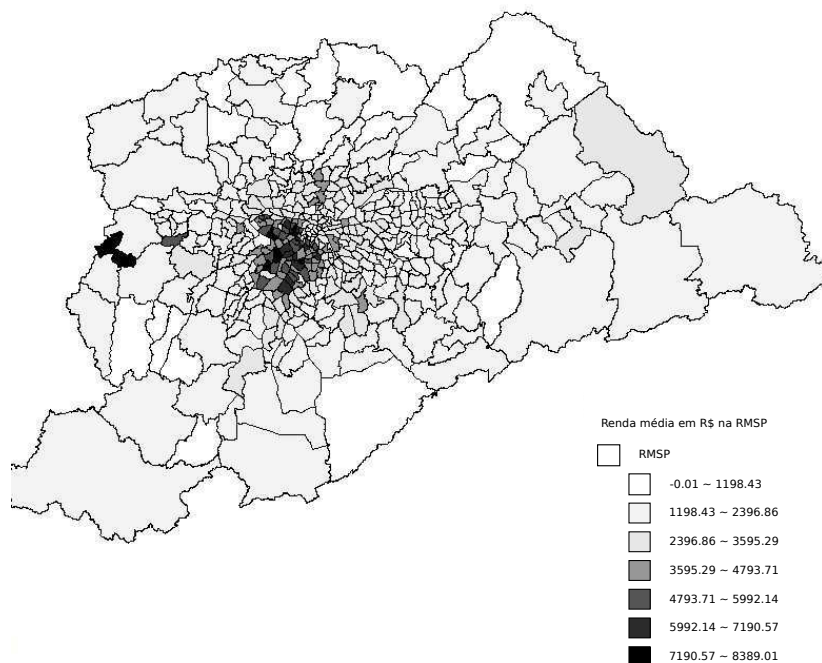 Renda média em R$ na RMSP
RMSP
-0.01 ~ 1198.43
1198.43 ~ 2396.86
2396.86 ~ 3595.29
3595.29 ~ 4793.71
4793.71 ~ 5992.14
5992.14 ~ 7190.57
7190.57 ~ 8389.01